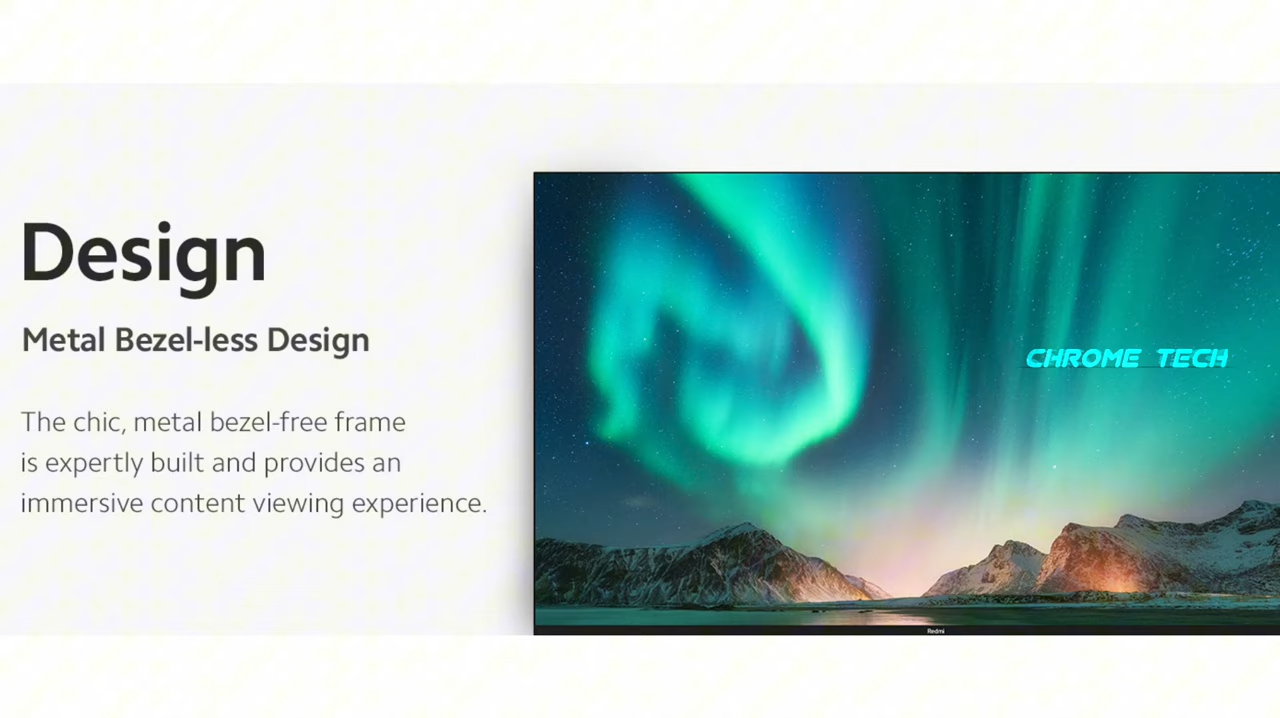 Design
Metal Bezel-less Design
The chic, metal bezel-free frame
is expertly built and provides an
immersive content viewing experience.
CHROME TECH
Redmi